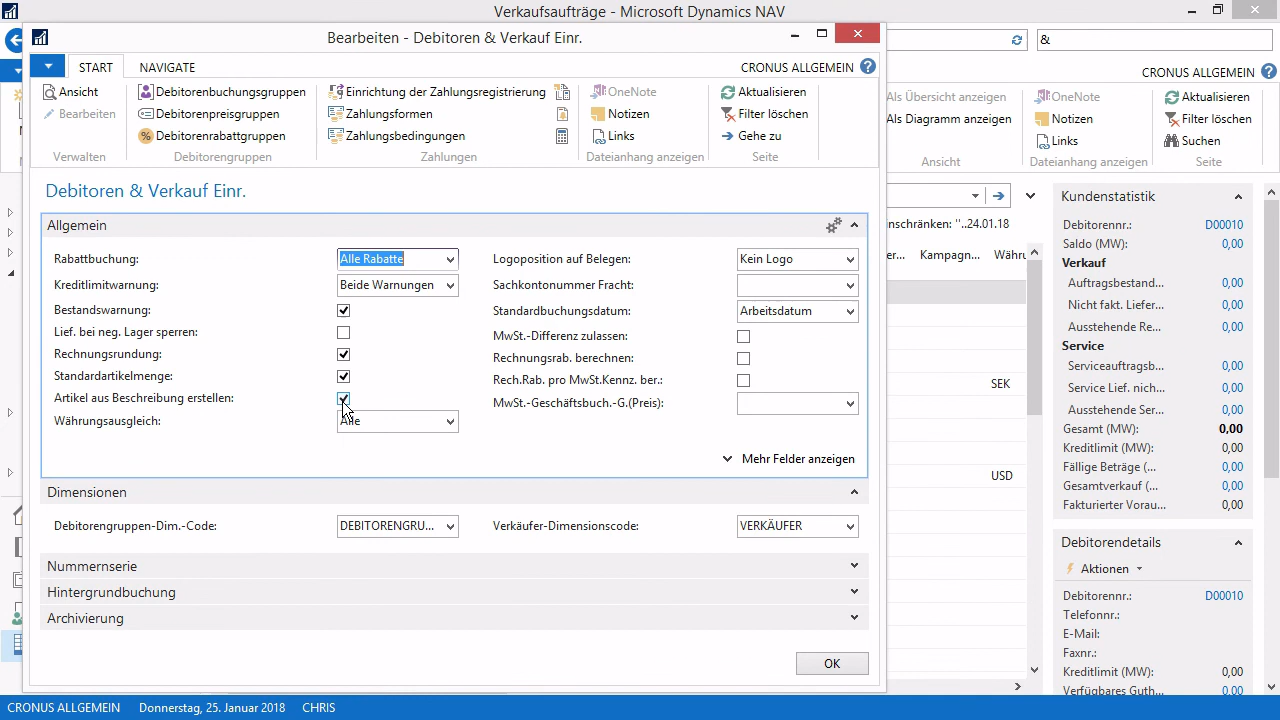 Verkaufsaufträge - Microsoft Dynamics NAV
Bearbeiten - Debitoren & Verkauf Einr.
&
START
NAVIGATE
CRONUS ALLGEMEIN
CRONUS ALLGEMEIN
Ansicht
Bearbeiten
Verwalten
Debitorenbuchungsgruppen
Debitorenpreisgruppen
Debitorenrabattgruppen
Debitorengruppen
Einrichtung der Zahlungsregistrierung
Zahlungsformen
Zahlungsbedingungen
Zahlungen
OneNote
Notizen
Links
Dateianhang anzeigen
Aktualisieren
Filter löschen
Gehe zu
Seite
Als Übersicht anzeigen
Als Diagramm anzeigen
Ansicht
OneNote
Notizen
Links
Dateianhang anzeigen
Aktualisieren
Filter löschen
Suchen
Seite
Debitoren & Verkauf Einr.
Allgemein
Rabattbuchung: Alle Rabatte
Kreditlimitwarnung: Beide Warnungen
Bestandswarnung:
Lief. bei neg. Lager sperren:
Rechnungsrundung:
Standardartikelmenge:
Artikel aus Beschreibung erstellen:
Währungsausgleich: Alle
Logoposition auf Belegen: Kein Logo
Sachkontonummer Fracht:
Standardbuchungsdatum: Arbeitsdatum
MwSt.-Differenz zulassen:
Rechnungsrab. berechnen:
Rech.Rab. pro MwSt.Kennz. ber.:
MwSt.-Geschäftsbuch.-G.(Preis):
Mehr Felder anzeigen
Dimensionen
Debitorengruppen-Dim.-Code: DEBITORENGRU...
Verkäufer-Dimensionscode: VERKÄUFER
Nummernserie
Hintergrundbuchung
Archivierung
OK
nschränken: ''..24.01.18
er... Kampagn... Währu
SEK
USD
Kundenstatistik
Debitorennr.: D00010
Saldo (MW): 0,00
Verkauf
Auftragsbestand... 0,00
Nicht fakt. Liefer... 0,00
Ausstehende Re... 0,00
Service
Serviceauftragsb... 0,00
Service Lief. nich... 0,00
Ausstehende Ser... 0,00
Gesamt (MW): 0,00
Kreditlimit (MW): 0,00
Fällige Beträge (... 0,00
Gesamtverkauf (... 0,00
Fakturierter Vorau... 0,00
Debitorendetails
Aktionen
Debitorennr.: D00010
Telefonnr.:
E-Mail:
Faxnr.:
Kreditlimit (MW): 0,00
Verfügbares Guth... 0,00
CRONUS ALLGEMEIN
Donnerstag, 25. Januar 2018
CHRIS